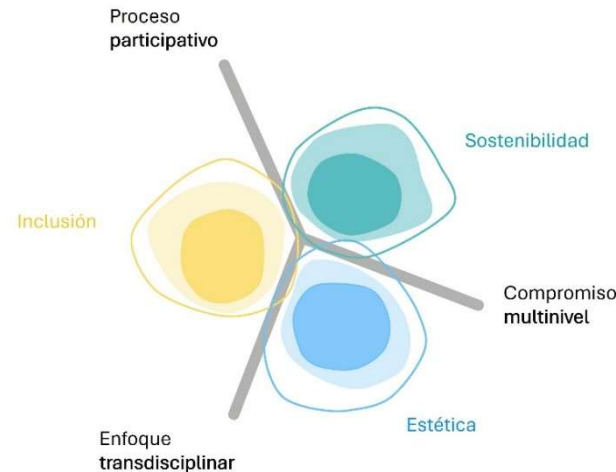 Proceso
participativo
Sostenibilidad
Inclusión
Compromiso
multinivel
Estética
Enfoque
transdisciplinar